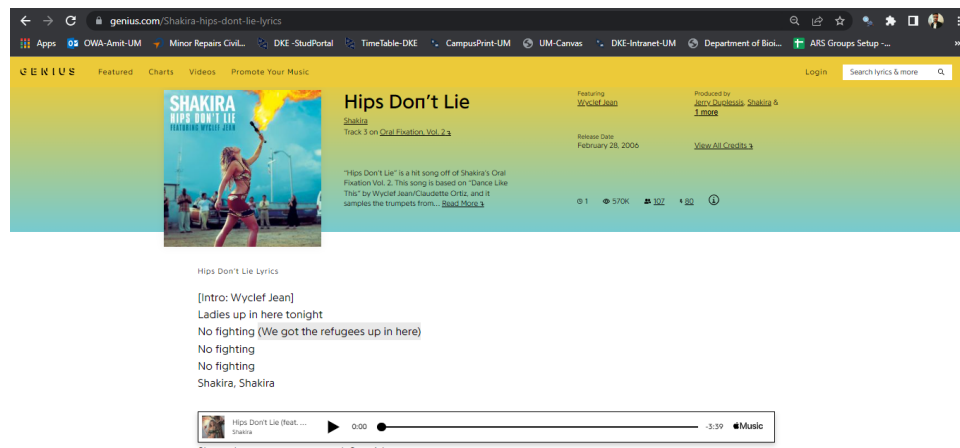 genius.com/Shakira-hips-dont-lie-lyrics
Apps OWA-Amit-UM Minor Repairs Civil... DKE -StudPortal TimeTable-DKE CampusPrint-UM UM-Canvas DKE-Intranet-UM Department of Bioi... ARS Groups Setup -... »
GENIUS Featured Charts Videos Promote Your Music Login Search lyrics & more
SHAKIRA
HIPS DON'T LIE
FEATURING WYCLEF JEAN
Hips Don't Lie
Shakira
Track 3 on Oral Fixation, Vol. 2
"Hips Don't Lie" is a hit song off of Shakira's Oral
Fixation Vol. 2. This song is based on "Dance Like
This" by Wyclef Jean/Claudette Ortiz, and it
samples the trumpets from... Read More
Featuring
Wyclef Jean
Produced by
Jerry Duplessis, Shakira &
1 more
Release Date
February 28, 2006
View All Credits
1 570K 107 80
Hips Don't Lie Lyrics
[Intro: Wyclef Jean]
Ladies up in here tonight
No fighting (We got the refugees up in here)
No fighting
No fighting
Shakira, Shakira
Hips Don't Lie (feat. ...
Shakira
0:00 -3:39 Music